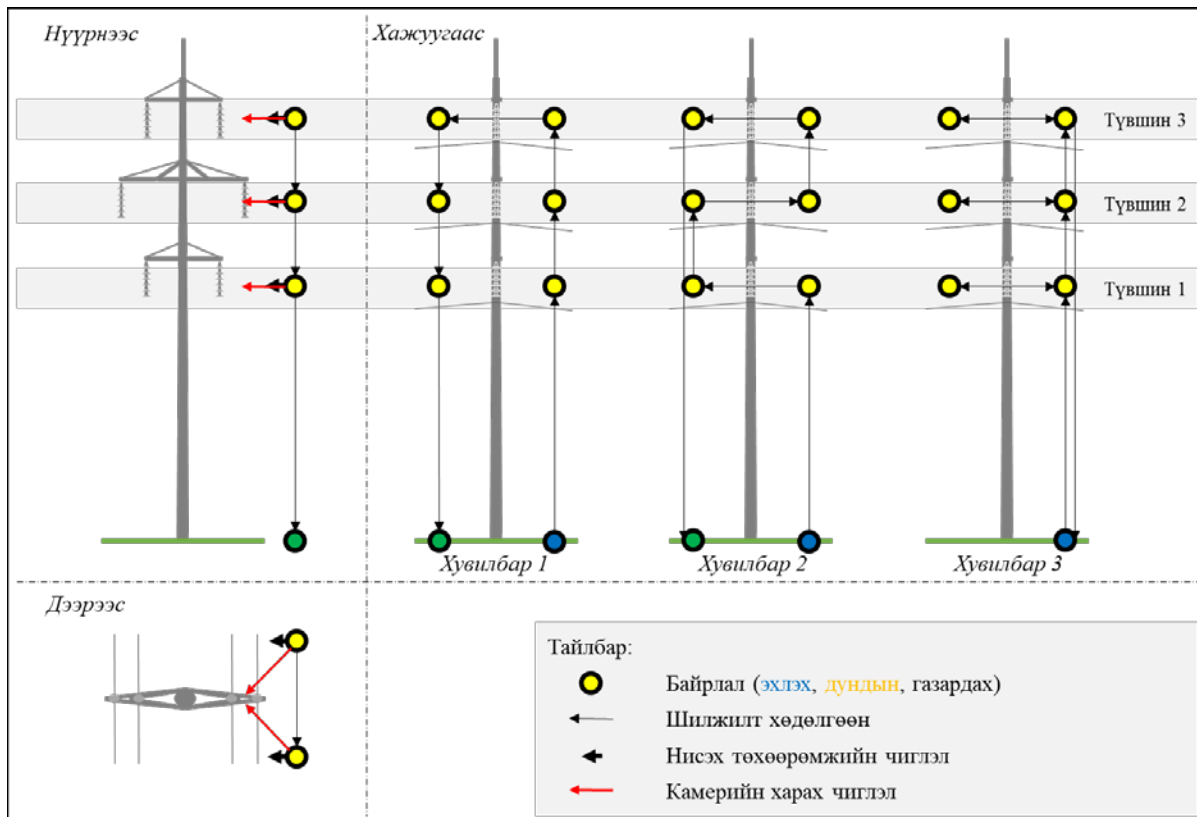 Нүүрнээс
Хажуугаас
Түвшин 3
Түвшин 2
Түвшин 1
Хувилбар 1
Хувилбар 2
Хувилбар 3
Дээрээс
Тайлбар:
Байрлал (эхлэх, дундын, газардах)
Шилжилт хөдөлгөөн
Нисэх төхөөрөмжийн чиглэл
Камерийн харах чиглэл